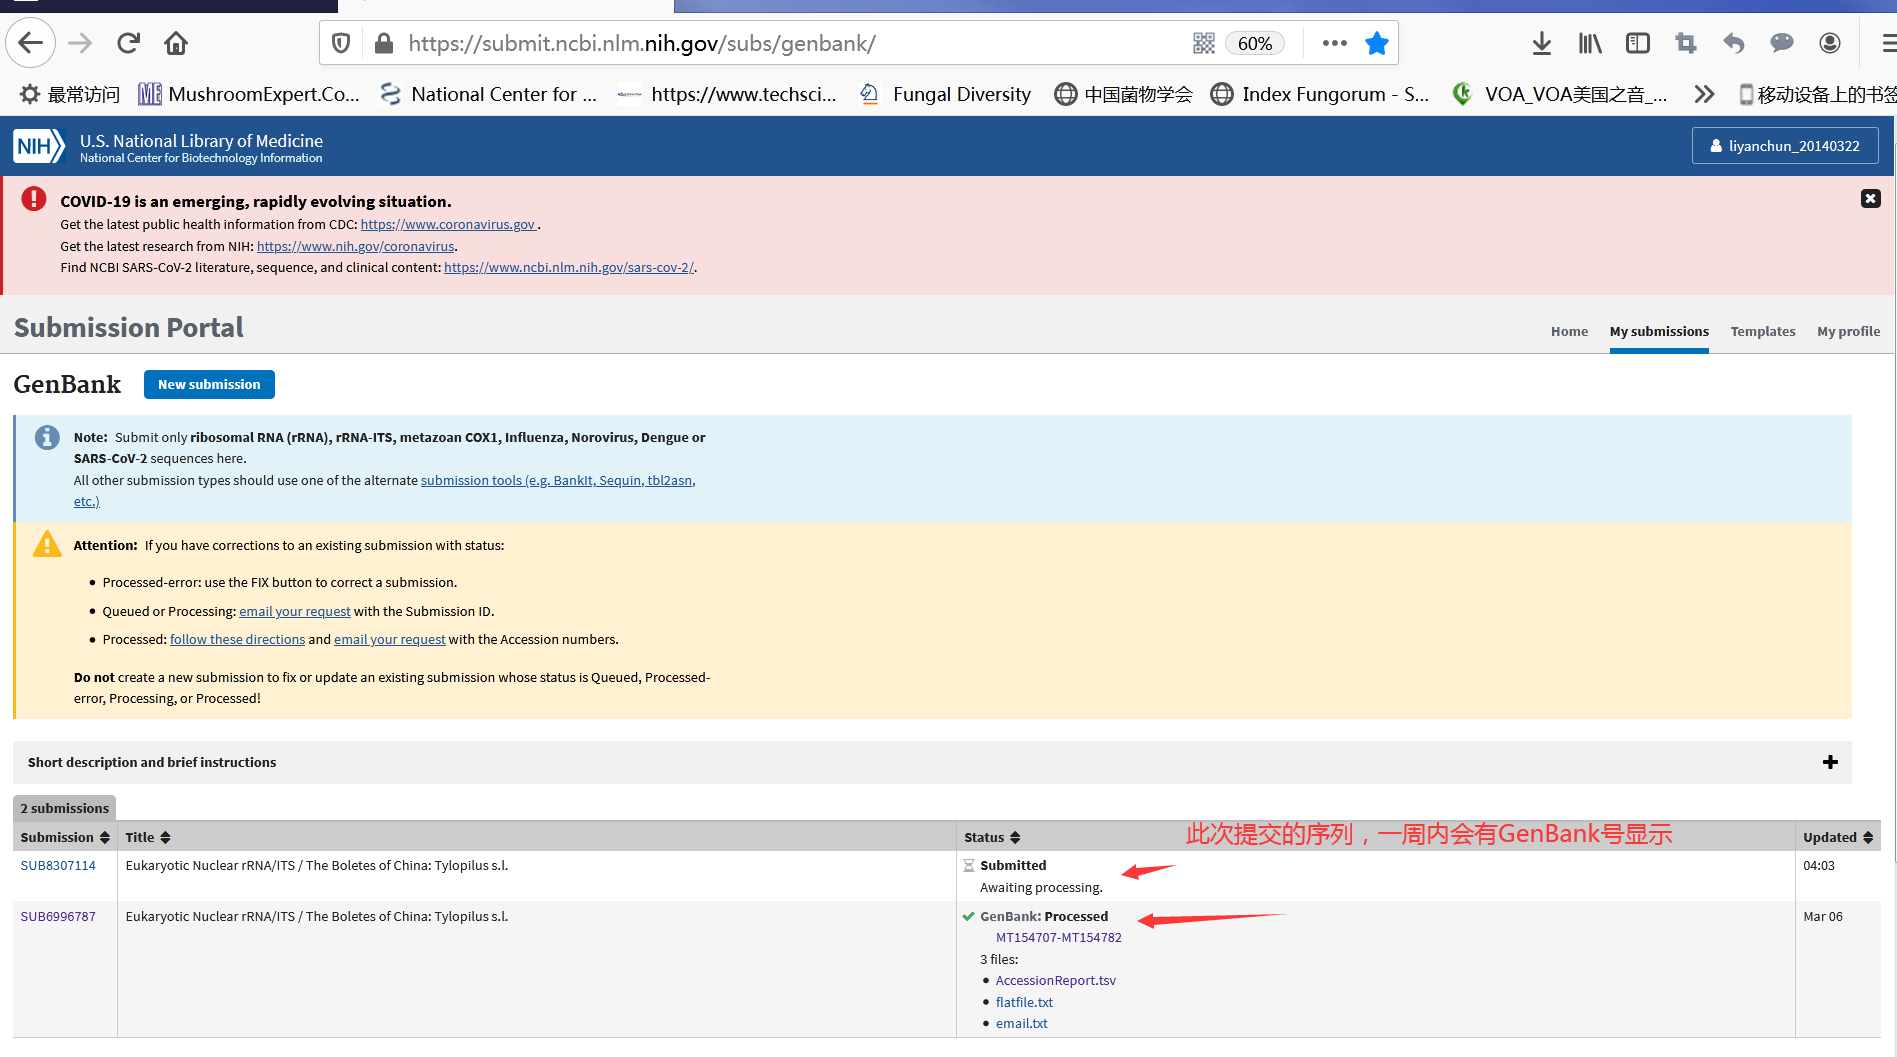 https://submit.ncbi.nlm.nih.gov/subs/genbank/
60%
最常访问
MushroomExpert.Co...
National Center for ...
https://www.techsci...
Fungal Diversity
中国菌物学会
Index Fungorum - S...
VOA_VOA美国之音_...
移动设备上的书签
NIH
U.S. National Library of Medicine
National Center for Biotechnology Information
liyanchun_20140322
COVID-19 is an emerging, rapidly evolving situation.
Get the latest public health information from CDC: https://www.coronavirus.gov .
Get the latest research from NIH: https://www.nih.gov/coronavirus.
Find NCBI SARS-CoV-2 literature, sequence, and clinical content: https://www.ncbi.nlm.nih.gov/sars-cov-2/.
Submission Portal
Home
My submissions
Templates
My profile
GenBank
New submission
Note: Submit only ribosomal RNA (rRNA), rRNA-ITS, metazoan COX1, Influenza, Norovirus, Dengue or
SARS-CoV-2 sequences here.
All other submission types should use one of the alternate submission tools (e.g. BankIt, Sequin, tbl2asn,
etc.)
Attention: If you have corrections to an existing submission with status:
• Processed-error: use the FIX button to correct a submission.
• Queued or Processing: email your request with the Submission ID.
• Processed: follow these directions and email your request with the Accession numbers.
Do not create a new submission to fix or update an existing submission whose status is Queued, Processed-
error, Processing, or Processed!
Short description and brief instructions
2 submissions
Submission
Title
Status
此次提交的序列，一周内会有GenBank号显示
Updated
SUB8307114
Eukaryotic Nuclear rRNA/ITS / The Boletes of China: Tylopilus s.l.
Submitted
04:03
Awaiting processing.
SUB6996787
Eukaryotic Nuclear rRNA/ITS / The Boletes of China: Tylopilus s.l.
GenBank: Processed
Mar 06
MT154707-MT154782
3 files:
• AccessionReport.tsv
• flatfile.txt
• email.txt